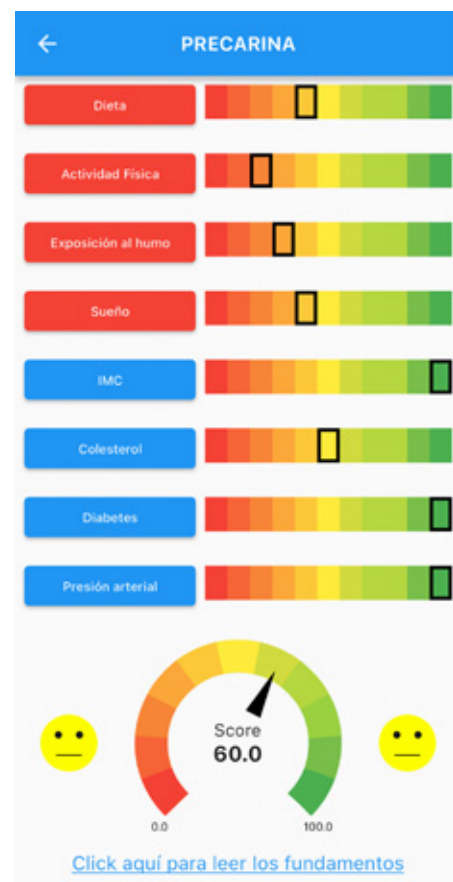 PRECARINA
Dieta
Actividad Física
Exposición al humo
Sueño
IMC
Colesterol
Diabetes
Presión arterial
Score
60.0
0.0 100.0
Click aquí para leer los fundamentos